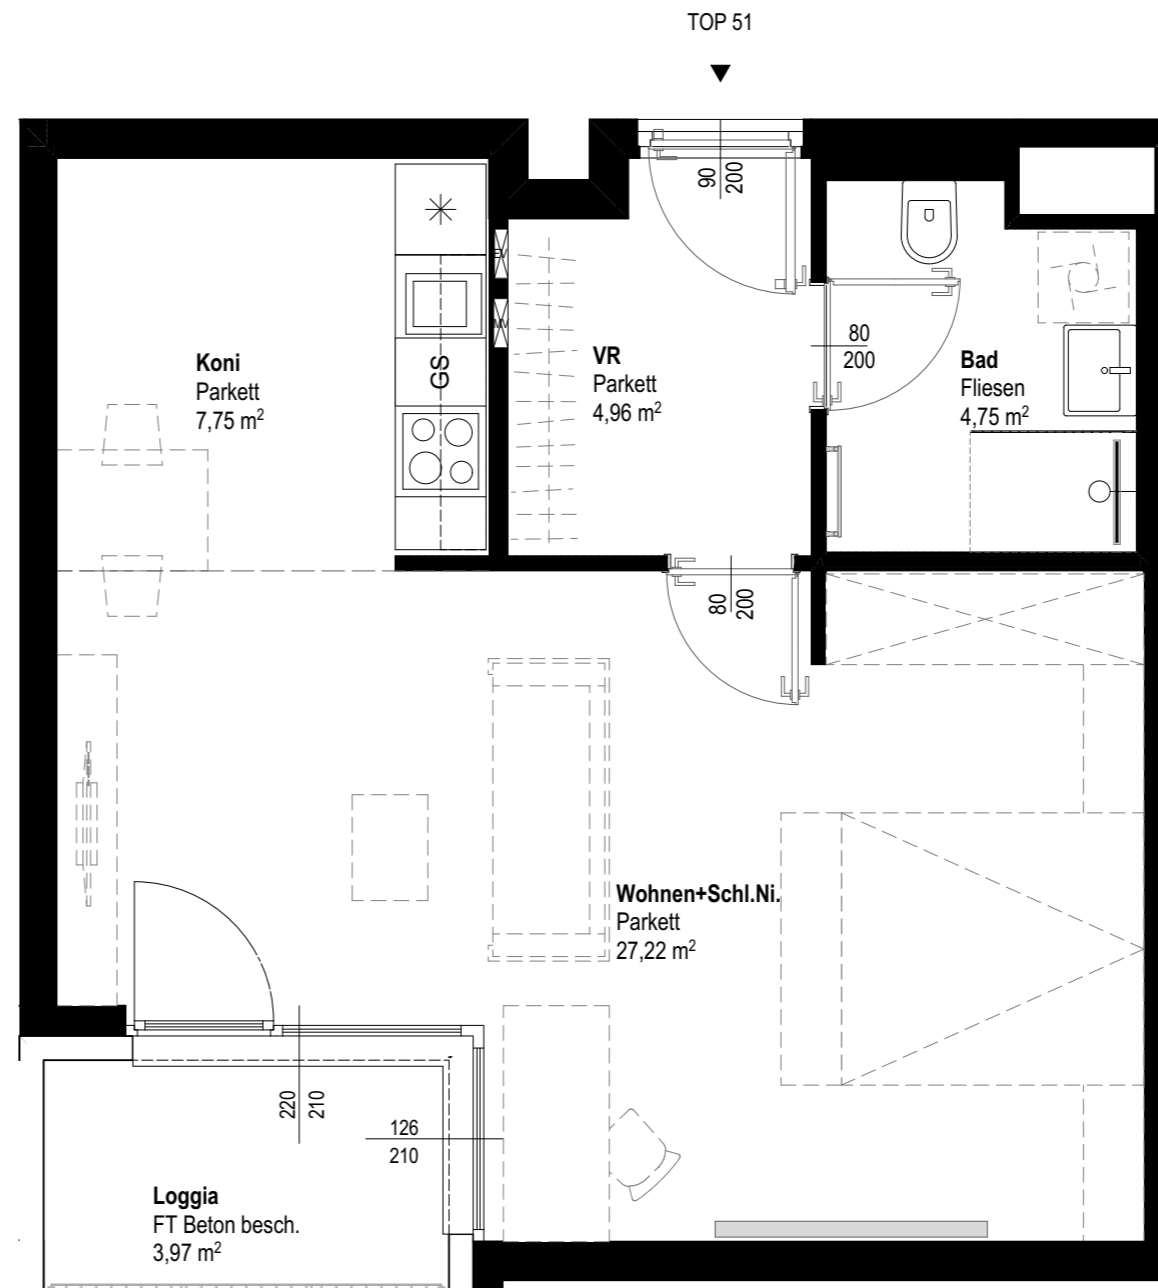 TOP 51
90
200
EV
MV
GS
Koni
Parkett
7,75 m²
VR
Parkett
4,96 m²
80
200
Bad
Fliesen
4,75 m²
80
200
Wohnen+Schl.Ni.
Parkett
27,22 m²
220
210
126
210
Loggia
FT Beton besch.
3,97 m²